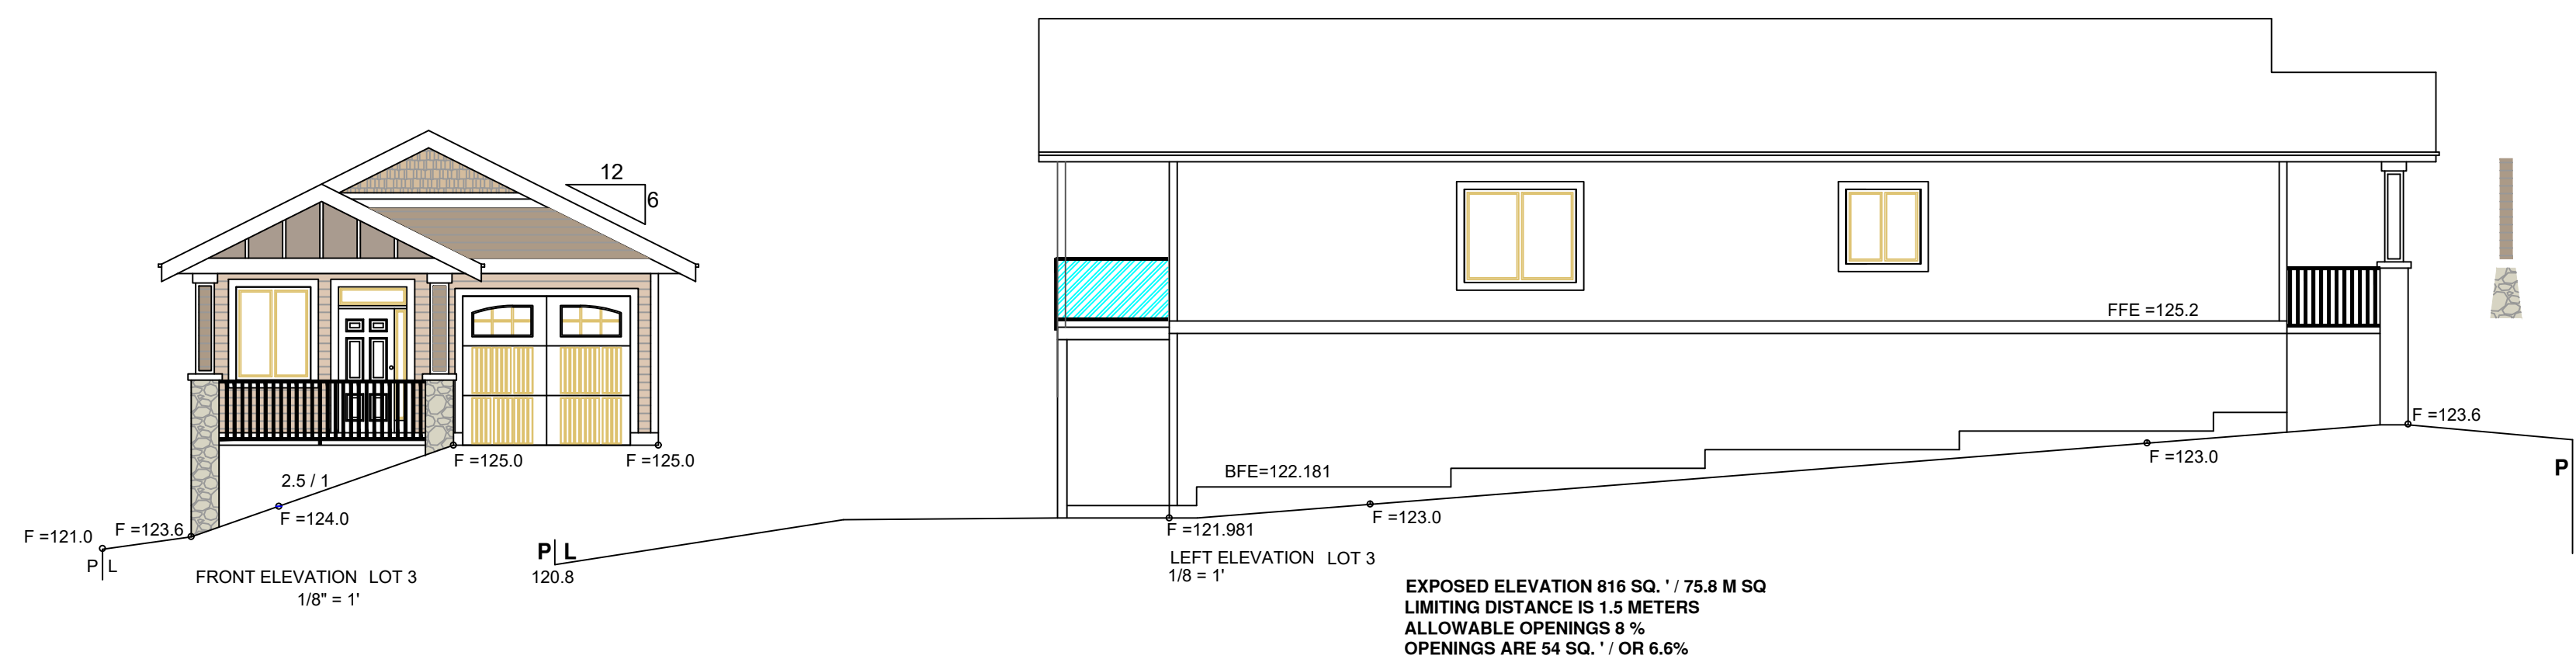 12
6
FFE =125.2
F =123.6
F =125.0
F =125.0
F =123.0
P
2.5 / 1
BFE=122.181
F =124.0
F =123.0
F =123.6
F =121.0
F =121.981
P L
P L
120.8
LEFT ELEVATION LOT 3
1/8 = 1'
FRONT ELEVATION LOT 3
1/8" = 1'
EXPOSED ELEVATION 816 SQ. ' / 75.8 M SQ
LIMITING DISTANCE IS 1.5 METERS
ALLOWABLE OPENINGS 8 %
OPENINGS ARE 54 SQ. ' / OR 6.6%